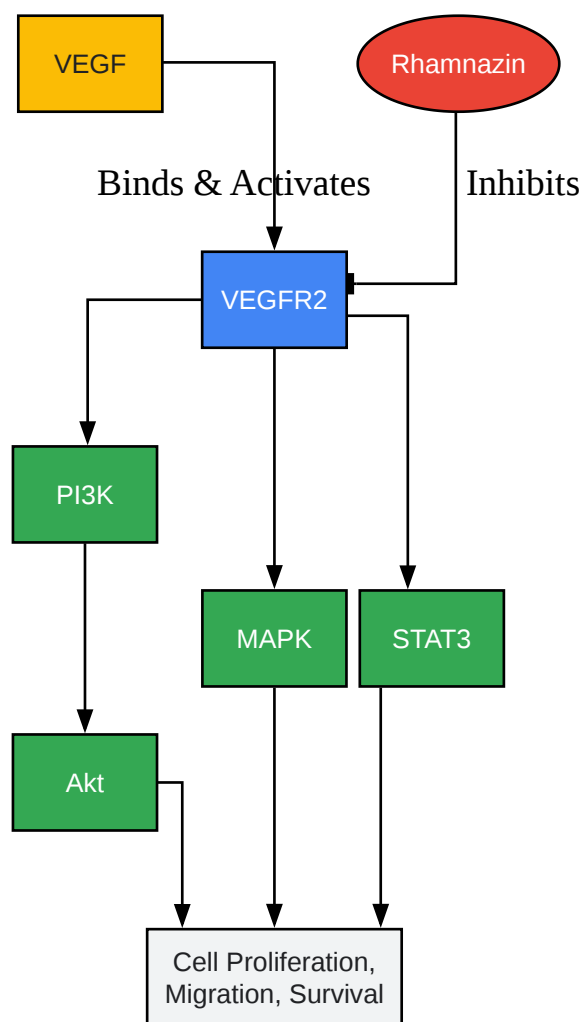 VEGF
Rhamnazin
Binds & Activates
Inhibits
VEGFR2
PI3K
MAPK
STAT3
Akt
Cell Proliferation,
Migration, Survival